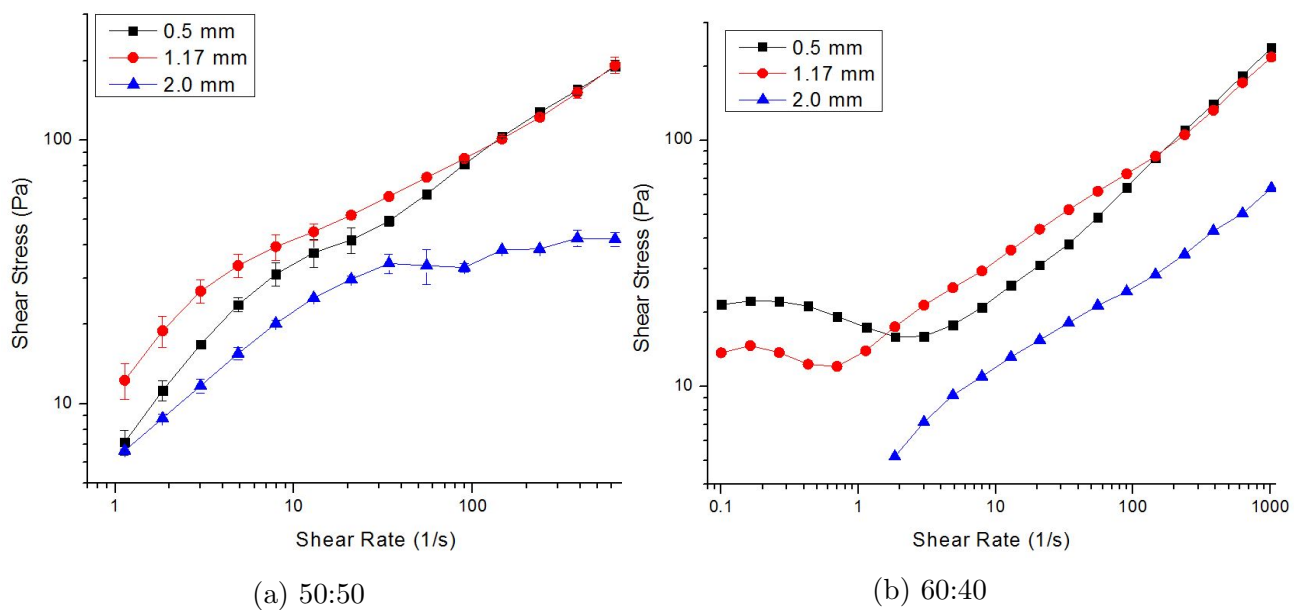 0.5 mm
1.17 mm
2.0 mm
100
10
Shear Stress (Pa)
1
10
100
Shear Rate (1/s)
(a) 50:50
0.5 mm
1.17 mm
2.0 mm
100
10
Shear Stress (Pa)
0.1
1
10
100
1000
Shear Rate (1/s)
(b) 60:40